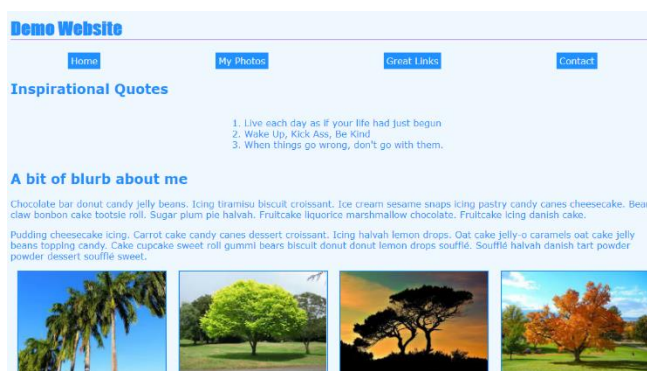 Demo Website
Home My Photos Great Links Contact
Inspirational Quotes
1. Live each day as if your life had just begun
2. Wake Up, Kick Ass, Be Kind
3. When things go wrong, don't go with them.
A bit of blurb about me
Chocolate bar donut candy jelly beans. Icing tiramisu biscuit croissant. Ice cream sesame snaps icing pastry candy canes cheesecake. Bear
claw bonbon cake tootsie roll. Sugar plum pie halvah. Fruitcake liquorice marshmallow chocolate. Fruitcake icing danish cake.
Pudding cheesecake icing. Carrot cake candy canes dessert croissant. Icing halvah lemon drops. Oat cake jelly-o caramels oat cake jelly
beans topping candy. Cake cupcake sweet roll gummi bears biscuit donut donut lemon drops soufflé. Soufflé halvah danish tart powder
powder dessert soufflé sweet.